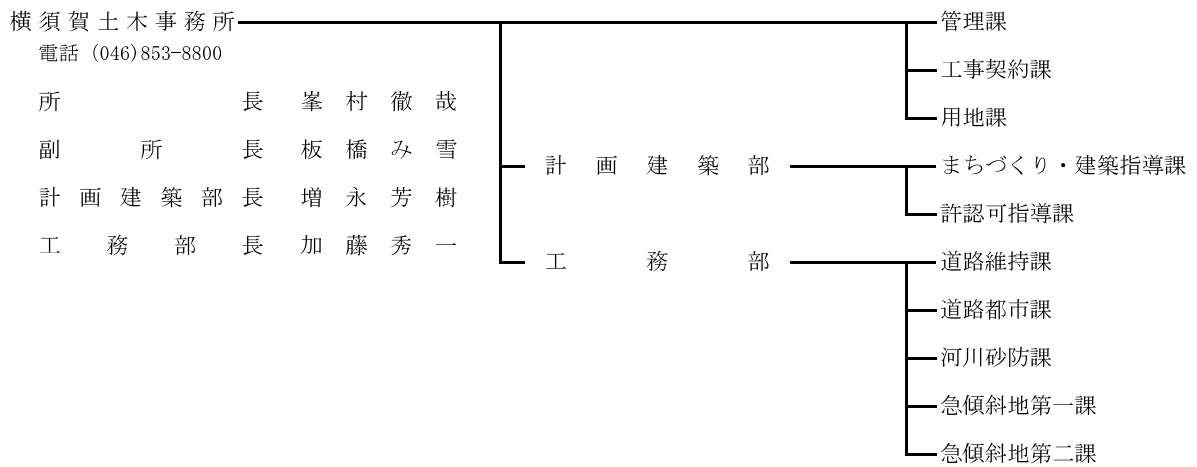 横須賀土木事務所
電話 (046)853-8800
所長 峯村徹哉
副所長 板橋み雪
計画建築部長 増永芳樹
工務部長 加藤秀一
管理課
工事契約課
用地課
計画建築部
まちづくり・建築指導課
許認可指導課
工務部
道路維持課
道路都市課
河川砂防課
急傾斜地第一課
急傾斜地第二課